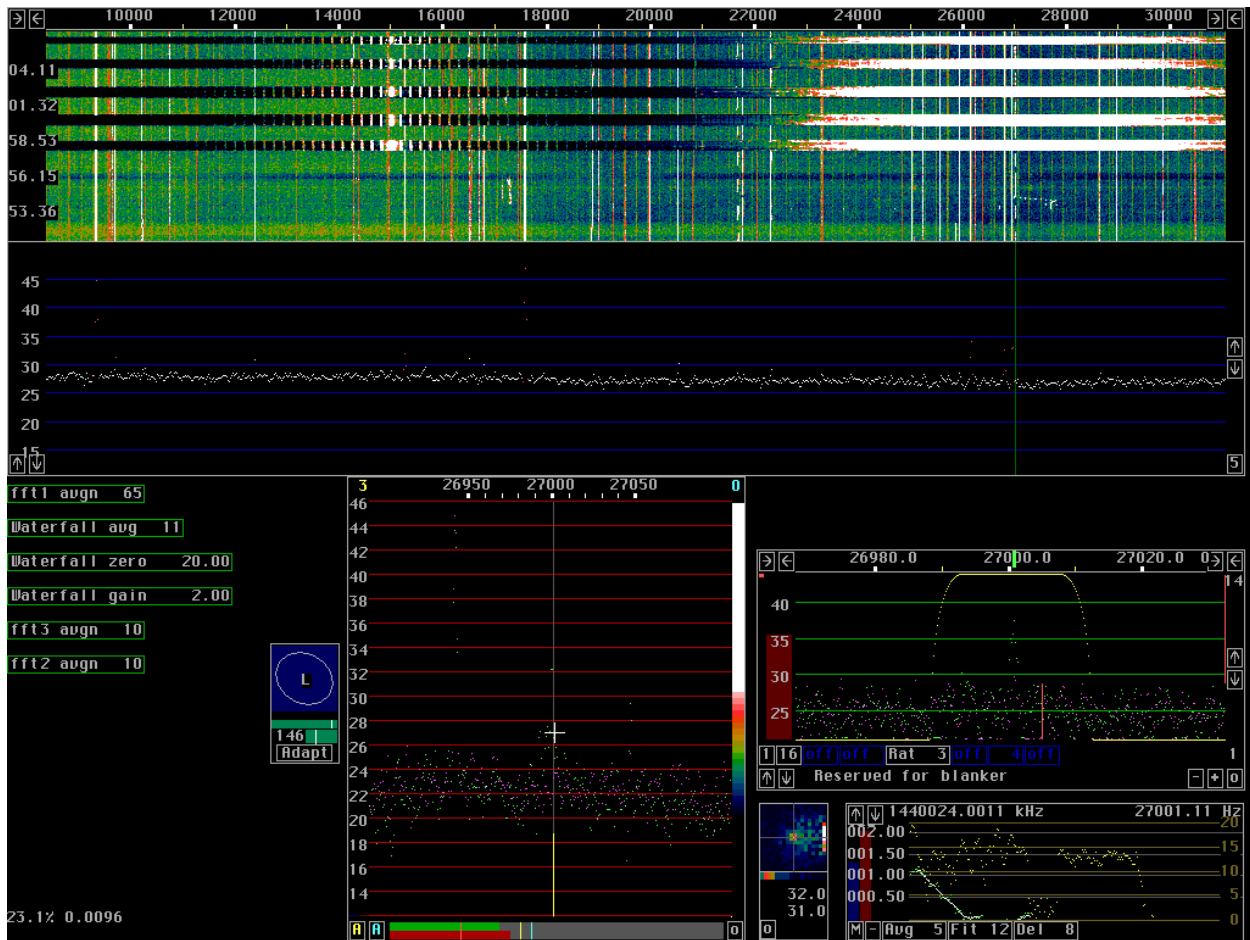 10000 12000 14000 16000 18000 20000 22000 24000 26000 28000 30000
04.11
01.32
58.53
56.15
53.36
45
40
35
30
25
20
15
5
fft1 avgn 65
Waterfall avg 11
Waterfall zero 20.00
Waterfall gain 2.00
fft3 avgn 10
fft2 avgn 10
L
146
Adapt
23.1% 0.0096
3 26950 27000 27050 0
46
44
42
40
38
36
34
32
30
28
26
24
22
20
18
16
14
A A 0
26980.0 27000.0 27020.0
14
40
35
30
25
1 16 off off Rat 3 off 4 off 1
Reserved for blanker - + 0
32.0
31.0
0
1440024.0011 kHz 27001.11 Hz
002.00 20
001.50 15
001.00 10
000.50 5
0
M - Avg 5 Fit 12 Del 8